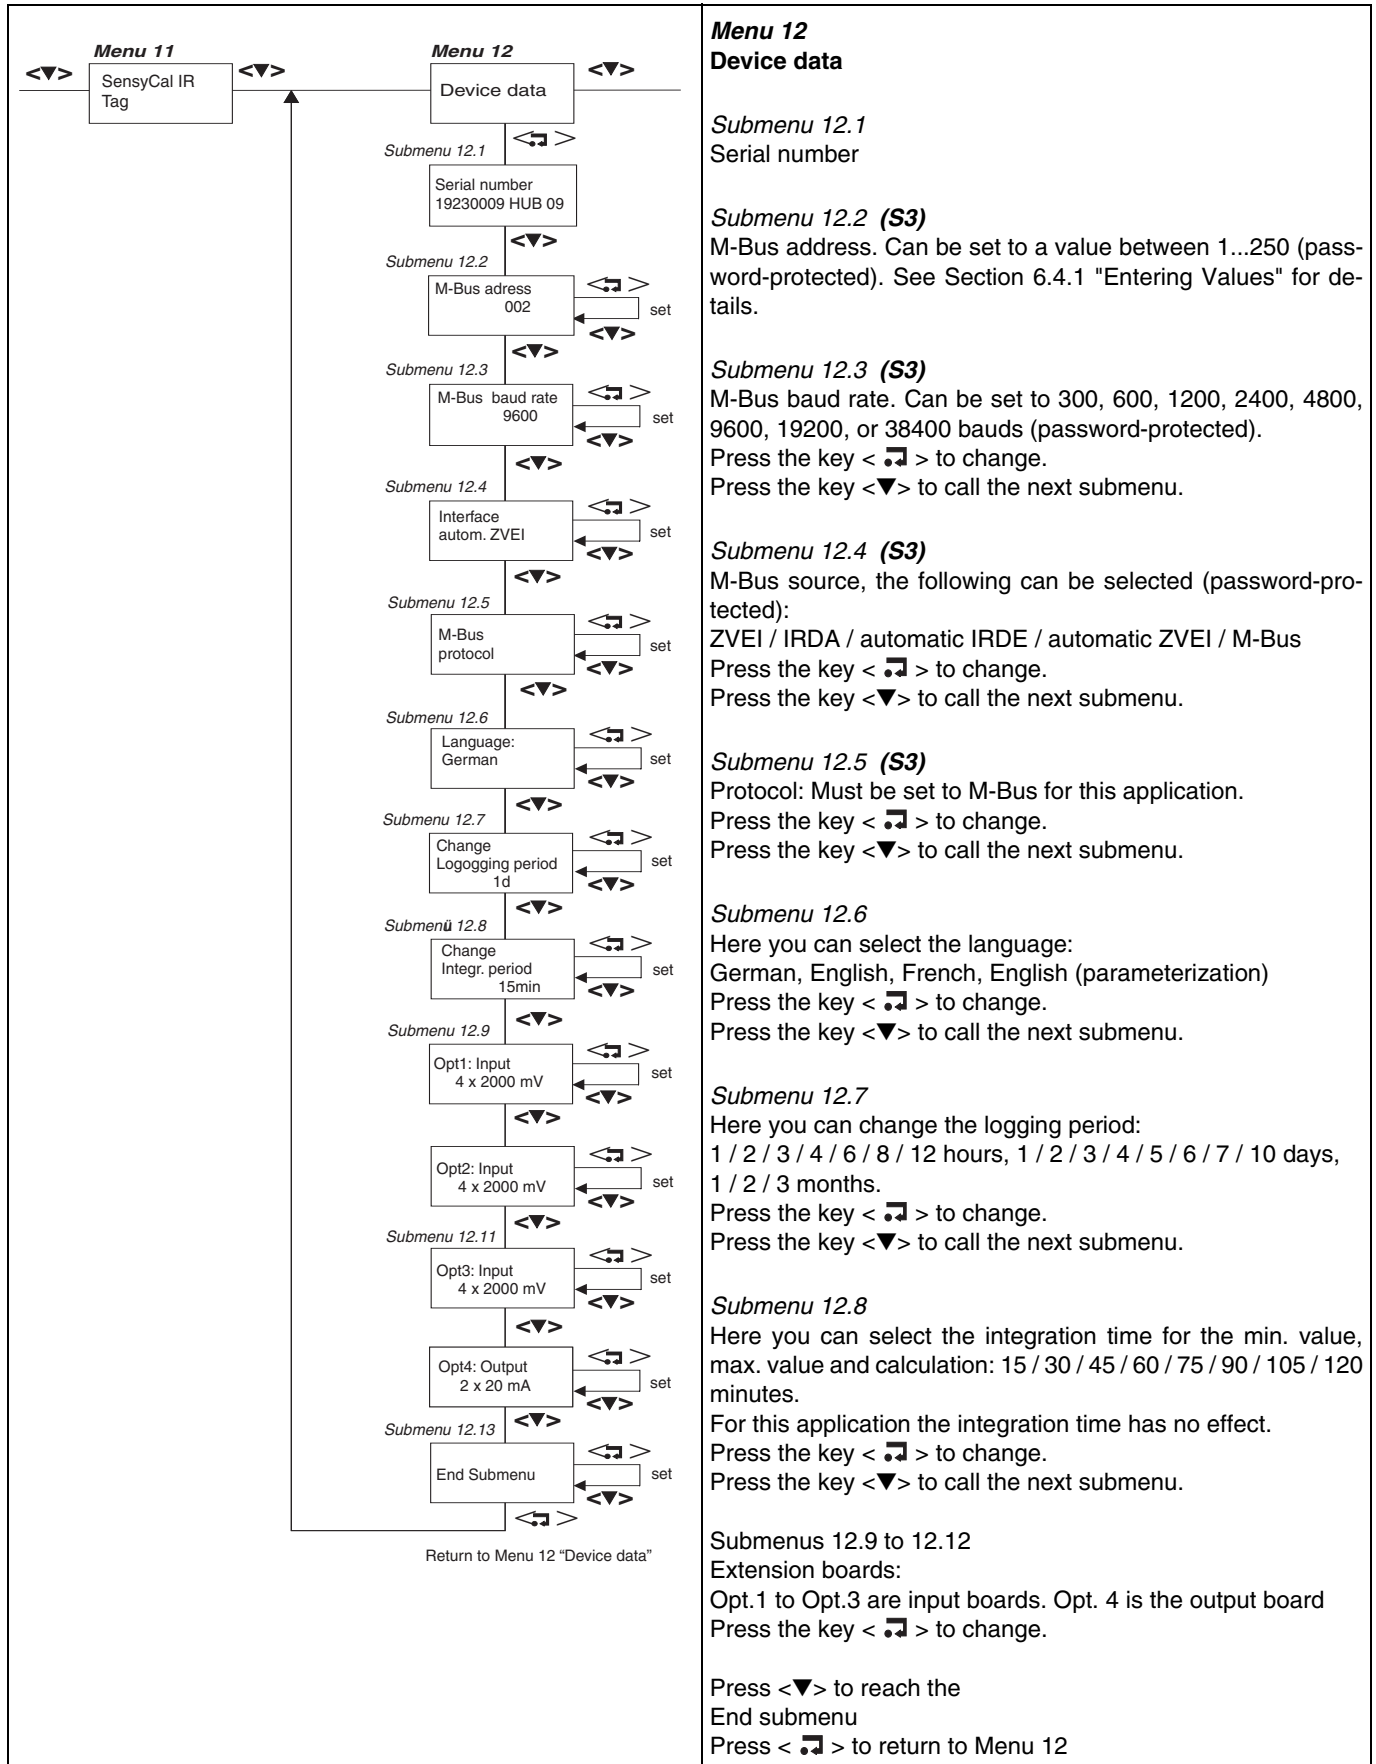 Menu 11
<▼>
SensyCal IR
Tag
<▼>
Menu 12
Device data
<▼>
< >
Submenu 12.1
Serial number
19230009 HUB 09
<▼>
Submenu 12.2
M-Bus adress
002
< >
set
<▼>
<▼>
Submenu 12.3
M-Bus baud rate
9600
< >
set
<▼>
<▼>
Submenu 12.4
Interface
autom. ZVEI
< >
set
<▼>
<▼>
Submenu 12.5
M-Bus
protocol
< >
set
<▼>
<▼>
Submenu 12.6
Language:
German
< >
set
<▼>
<▼>
Submenu 12.7
Change
Logogging period
1d
< >
set
<▼>
<▼>
Submenü 12.8
Change
Integr. period
15min
< >
set
<▼>
<▼>
Submenu 12.9
Opt1: Input
4 x 2000 mV
< >
set
<▼>
<▼>
Opt2: Input
4 x 2000 mV
< >
set
<▼>
<▼>
Submenu 12.11
Opt3: Input
4 x 2000 mV
< >
set
<▼>
<▼>
Opt4: Output
2 x 20 mA
< >
set
<▼>
<▼>
Submenu 12.13
End Submenu
< >
set
<▼>
< >
Return to Menu 12 “Device data”
Menu 12
Device data
Submenu 12.1
Serial number
Submenu 12.2 (S3)
M-Bus address. Can be set to a value between 1...250 (pass-
word-protected). See Section 6.4.1 "Entering Values" for de-
tails.
Submenu 12.3 (S3)
M-Bus baud rate. Can be set to 300, 600, 1200, 2400, 4800,
9600, 19200, or 38400 bauds (password-protected).
Press the key < > to change.
Press the key <▼> to call the next submenu.
Submenu 12.4 (S3)
M-Bus source, the following can be selected (password-pro-
tected):
ZVEI / IRDA / automatic IRDE / automatic ZVEI / M-Bus
Press the key < > to change.
Press the key <▼> to call the next submenu.
Submenu 12.5 (S3)
Protocol: Must be set to M-Bus for this application.
Press the key < > to change.
Press the key <▼> to call the next submenu.
Submenu 12.6
Here you can select the language:
German, English, French, English (parameterization)
Press the key < > to change.
Press the key <▼> to call the next submenu.
Submenu 12.7
Here you can change the logging period:
1 / 2 / 3 / 4 / 6 / 8 / 12 hours, 1 / 2 / 3 / 4 / 5 / 6 / 7 / 10 days,
1 / 2 / 3 months.
Press the key < > to change.
Press the key <▼> to call the next submenu.
Submenu 12.8
Here you can select the integration time for the min. value,
max. value and calculation: 15 / 30 / 45 / 60 / 75 / 90 / 105 / 120
minutes.
For this application the integration time has no effect.
Press the key < > to change.
Press the key <▼> to call the next submenu.
Submenus 12.9 to 12.12
Extension boards:
Opt.1 to Opt.3 are input boards. Opt. 4 is the output board
Press the key < > to change.
Press <▼> to reach the
End submenu
Press < > to return to Menu 12